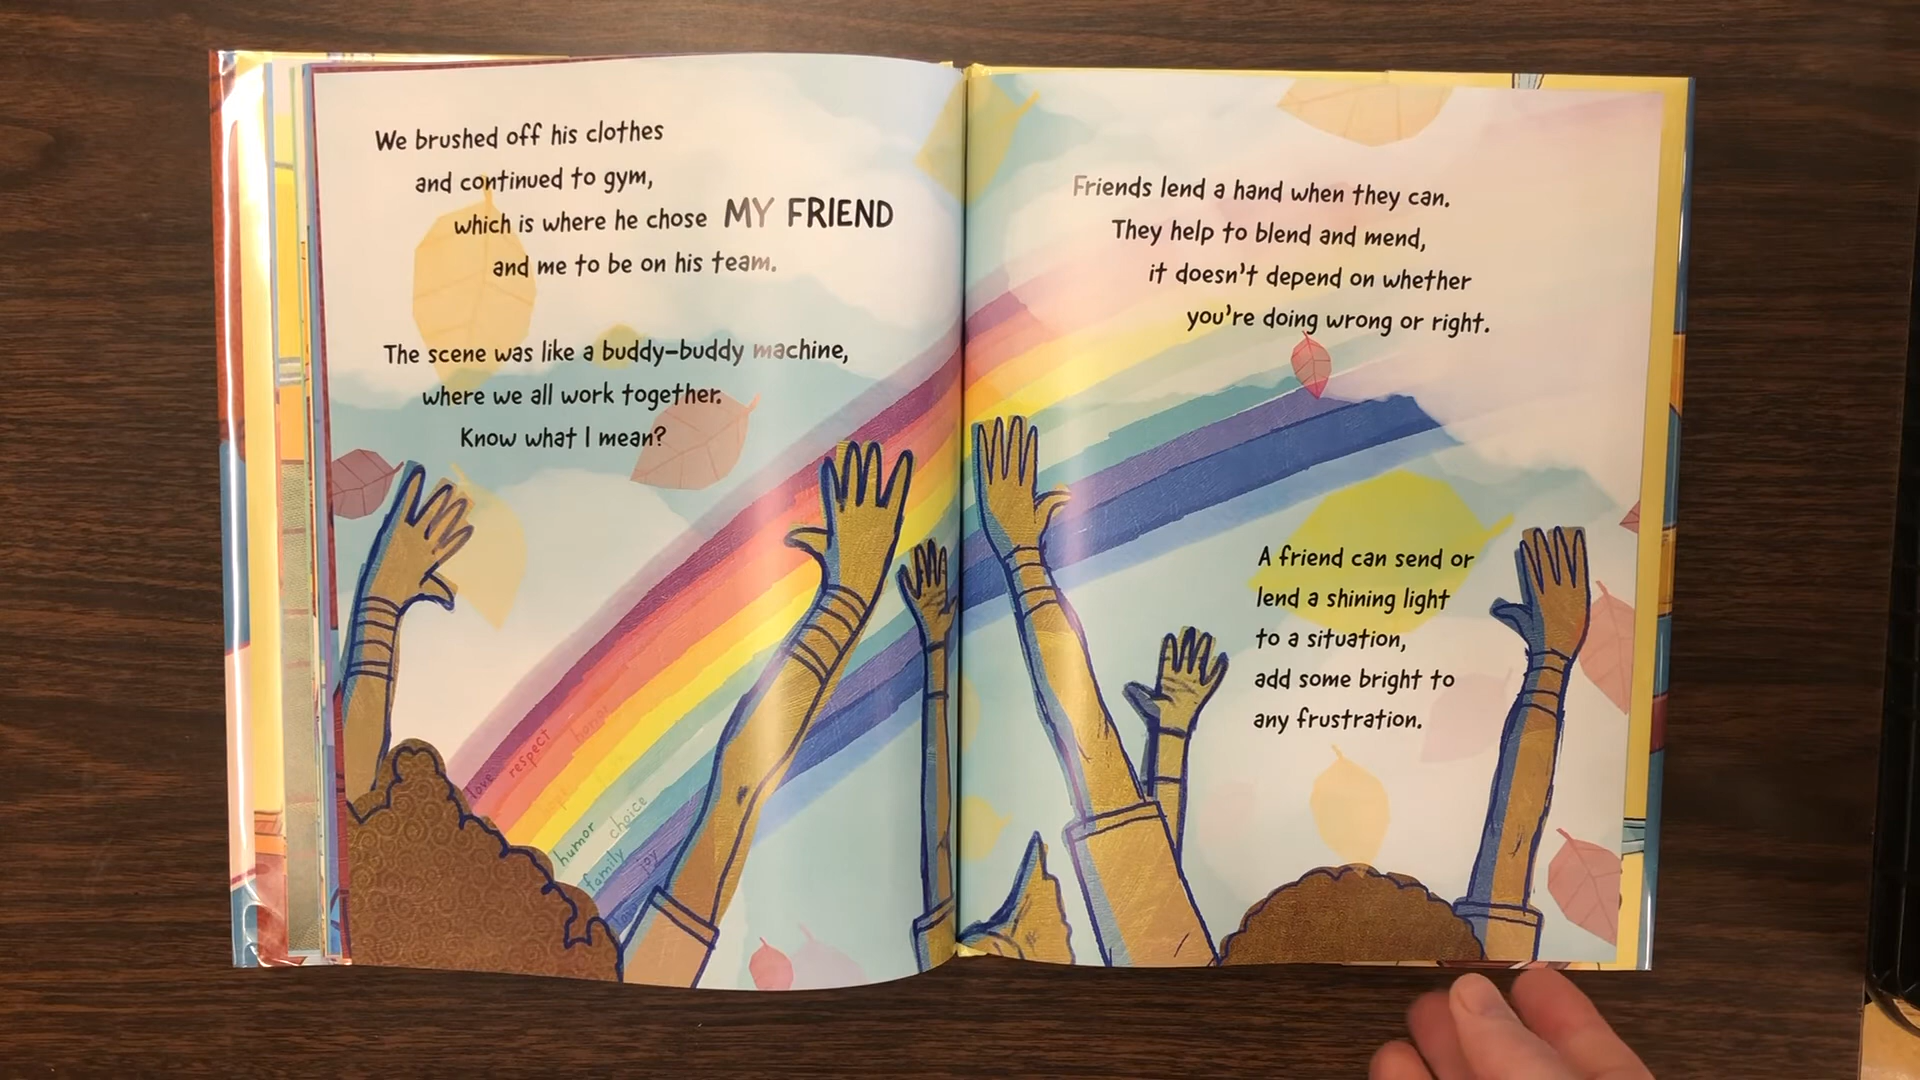 We brushed off his clothes
and continued to gym,
which is where he chose MY FRIEND
and me to be on his team.
The scene was like a buddy-buddy machine,
where we all work together.
Know what I mean?
love
respect
honor
hope
humor
choice
family
joy
Friends lend a hand when they can.
They help to blend and mend,
it doesn't depend on whether
you're doing wrong or right.
A friend can send or
lend a shining light
to a situation,
add some bright to
any frustration.